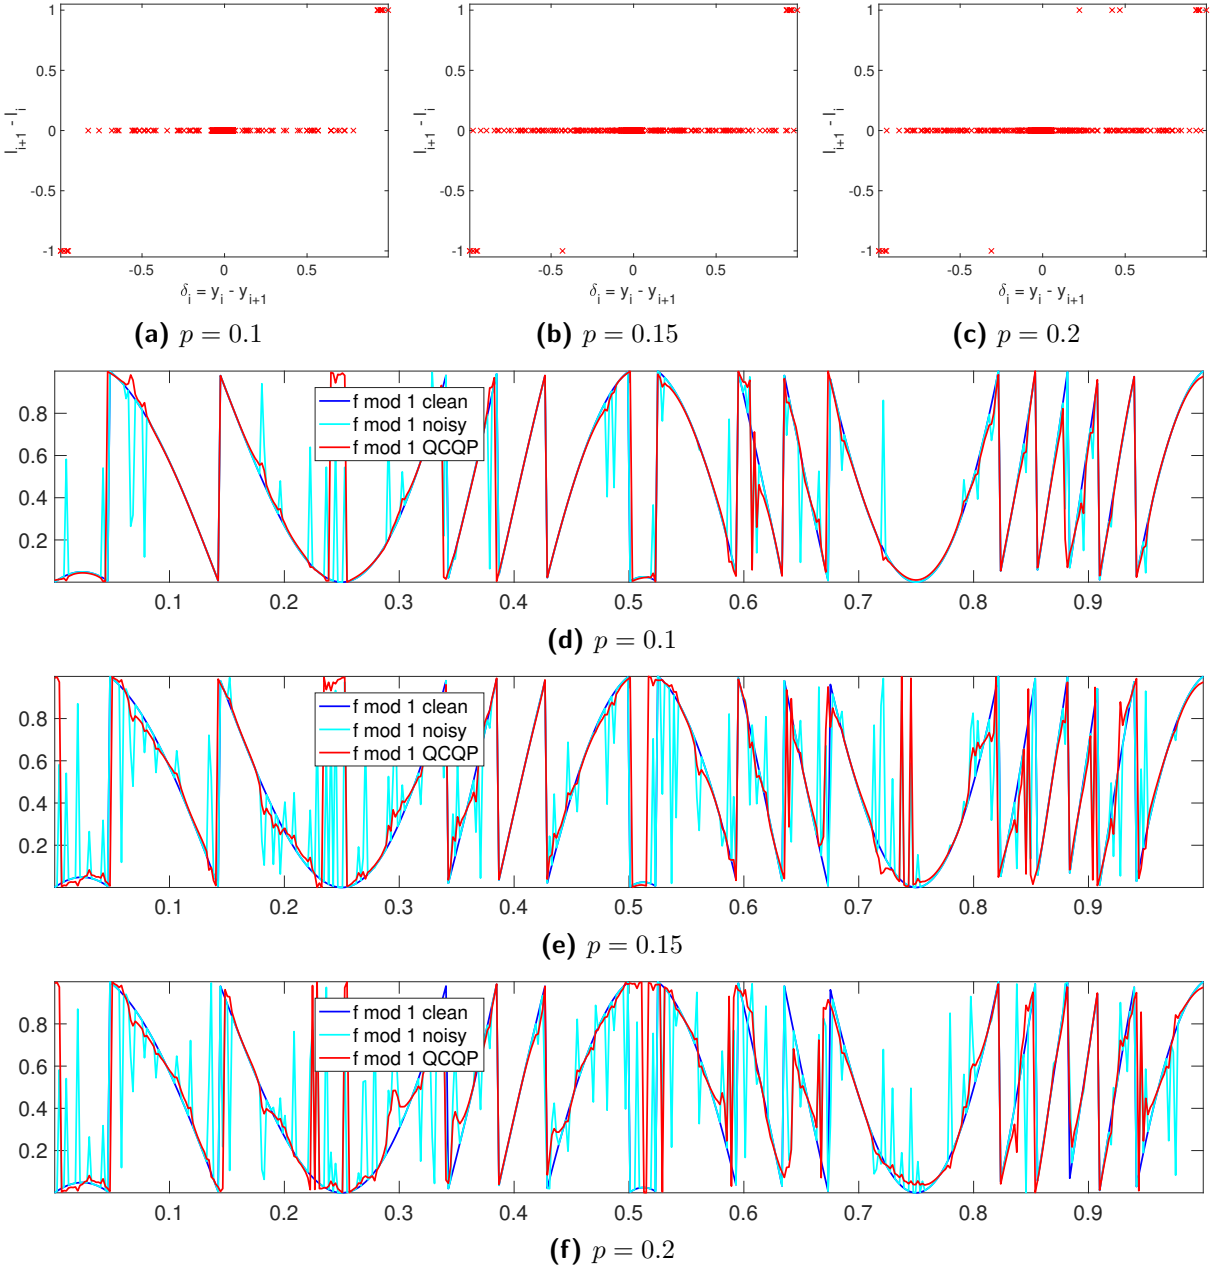 1
0.5
0
-0.5
-1
l_{i+1} - l_i
-0.5 0 0.5
δ_i = y_i - y_{i+1}
(a) p = 0.1
1
0.5
0
-0.5
-1
l_{i+1} - l_i
-0.5 0 0.5
δ_i = y_i - y_{i+1}
(b) p = 0.15
1
0.5
0
-0.5
-1
l_{i+1} - l_i
-0.5 0 0.5
δ_i = y_i - y_{i+1}
(c) p = 0.2
0.8
0.6
0.4
0.2
f mod 1 clean
f mod 1 noisy
f mod 1 QCQP
0.1 0.2 0.3 0.4 0.5 0.6 0.7 0.8 0.9
(d) p = 0.1
0.8
0.6
0.4
0.2
f mod 1 clean
f mod 1 noisy
f mod 1 QCQP
0.1 0.2 0.3 0.4 0.5 0.6 0.7 0.8 0.9
(e) p = 0.15
0.8
0.6
0.4
0.2
f mod 1 clean
f mod 1 noisy
f mod 1 QCQP
0.1 0.2 0.3 0.4 0.5 0.6 0.7 0.8 0.9
(f) p = 0.2